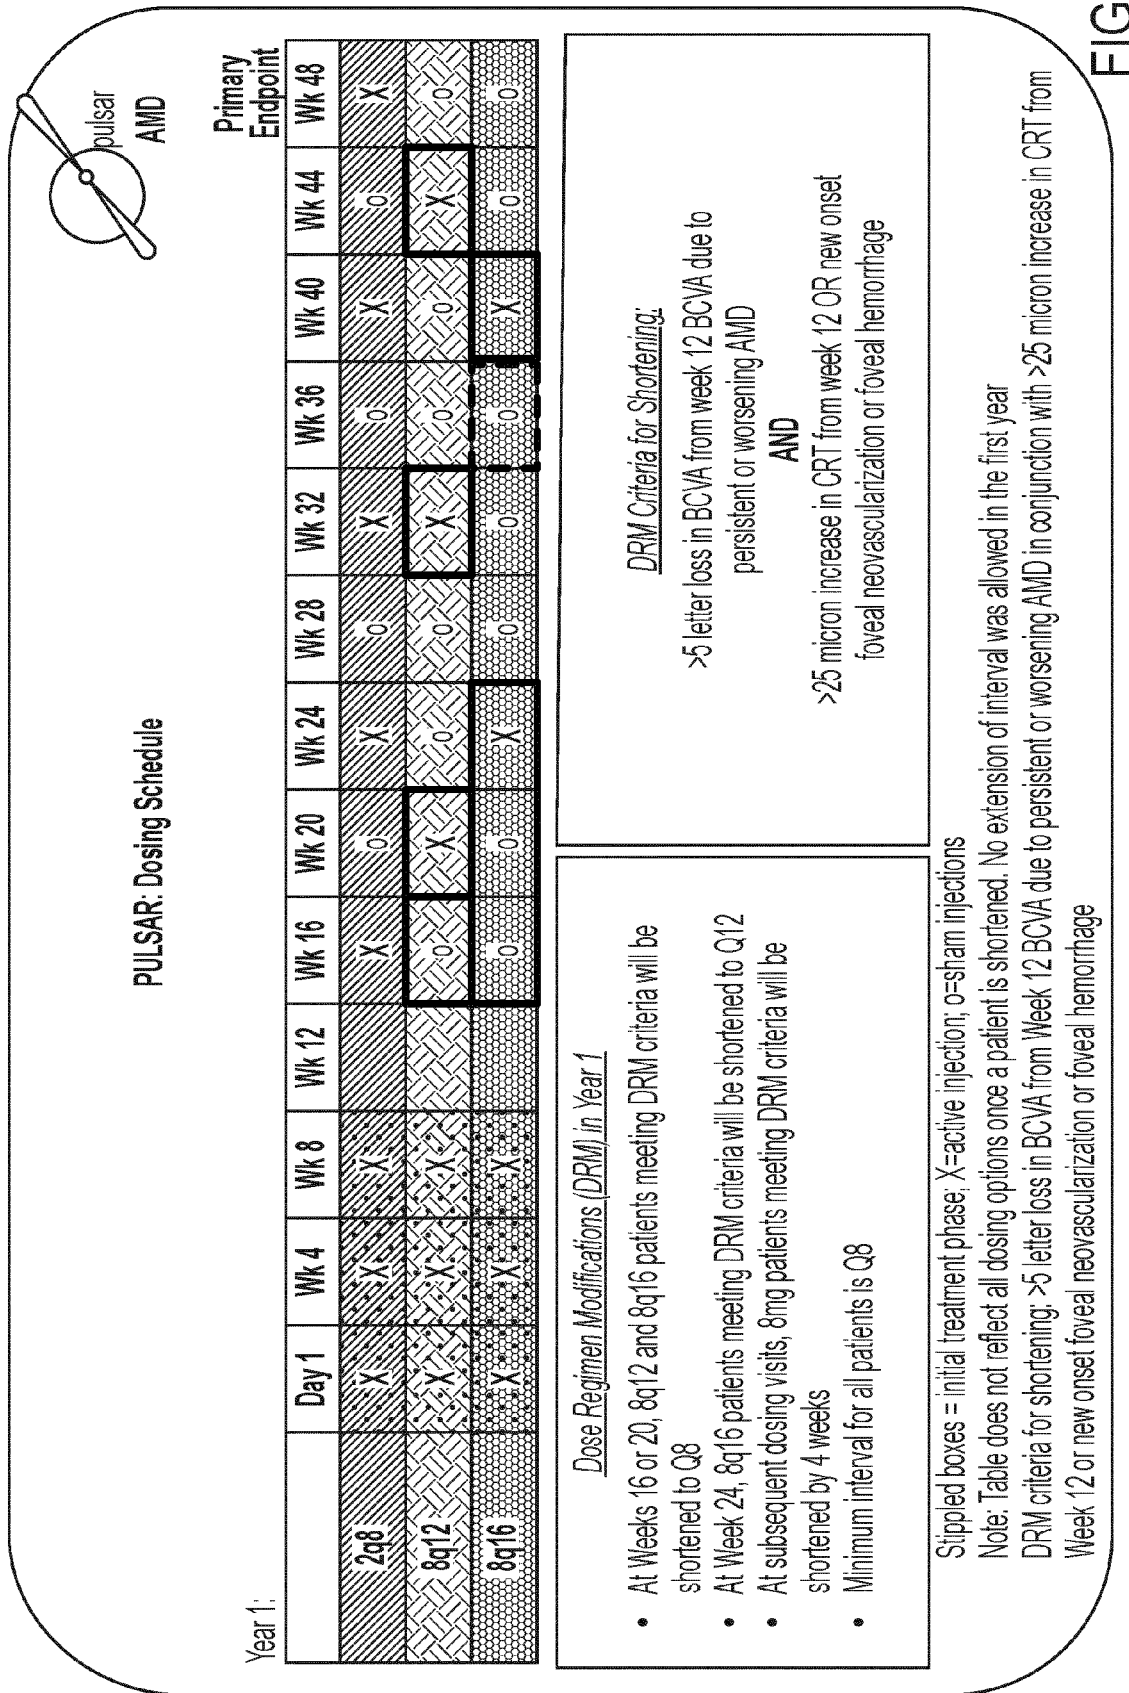 pulsar
AMD
PULSAR: Dosing Schedule
Primary
Endpoint
Year 1:
Day 1 Wk 4 Wk 8 Wk 12 Wk 16 Wk 20 Wk 24 Wk 28 Wk 32 Wk 36 Wk 40 Wk 44 Wk 48
2q8 X X X X o X o X o X o X
8q12 X X X o X o o X o o X o
8q16 X X X o o X o o o X o o
Dose Regimen Modifications (DRM) in Year 1
• At Weeks 16 or 20, 8q12 and 8q16 patients meeting DRM criteria will be
shortened to Q8
• At Week 24, 8q16 patients meeting DRM criteria will be shortened to Q12
• At subsequent dosing visits, 8mg patients meeting DRM criteria will be
shortened by 4 weeks
• Minimum interval for all patients is Q8
DRM Criteria for Shortening:
>5 letter loss in BCVA from week 12 BCVA due to
persistent or worsening AMD
AND
>25 micron increase in CRT from week 12 OR new onset
foveal neovascularization or foveal hemorrhage
Stippled boxes = initial treatment phase; X=active injection; o=sham injections
Note: Table does not reflect all dosing options once a patient is shortened. No extension of interval was allowed in the first year
DRM criteria for shortening: >5 letter loss in BCVA from Week 12 BCVA due to persistent or worsening AMD in conjunction with >25 micron increase in CRT from
Week 12 or new onset foveal neovascularization or foveal hemorrhage
FIG